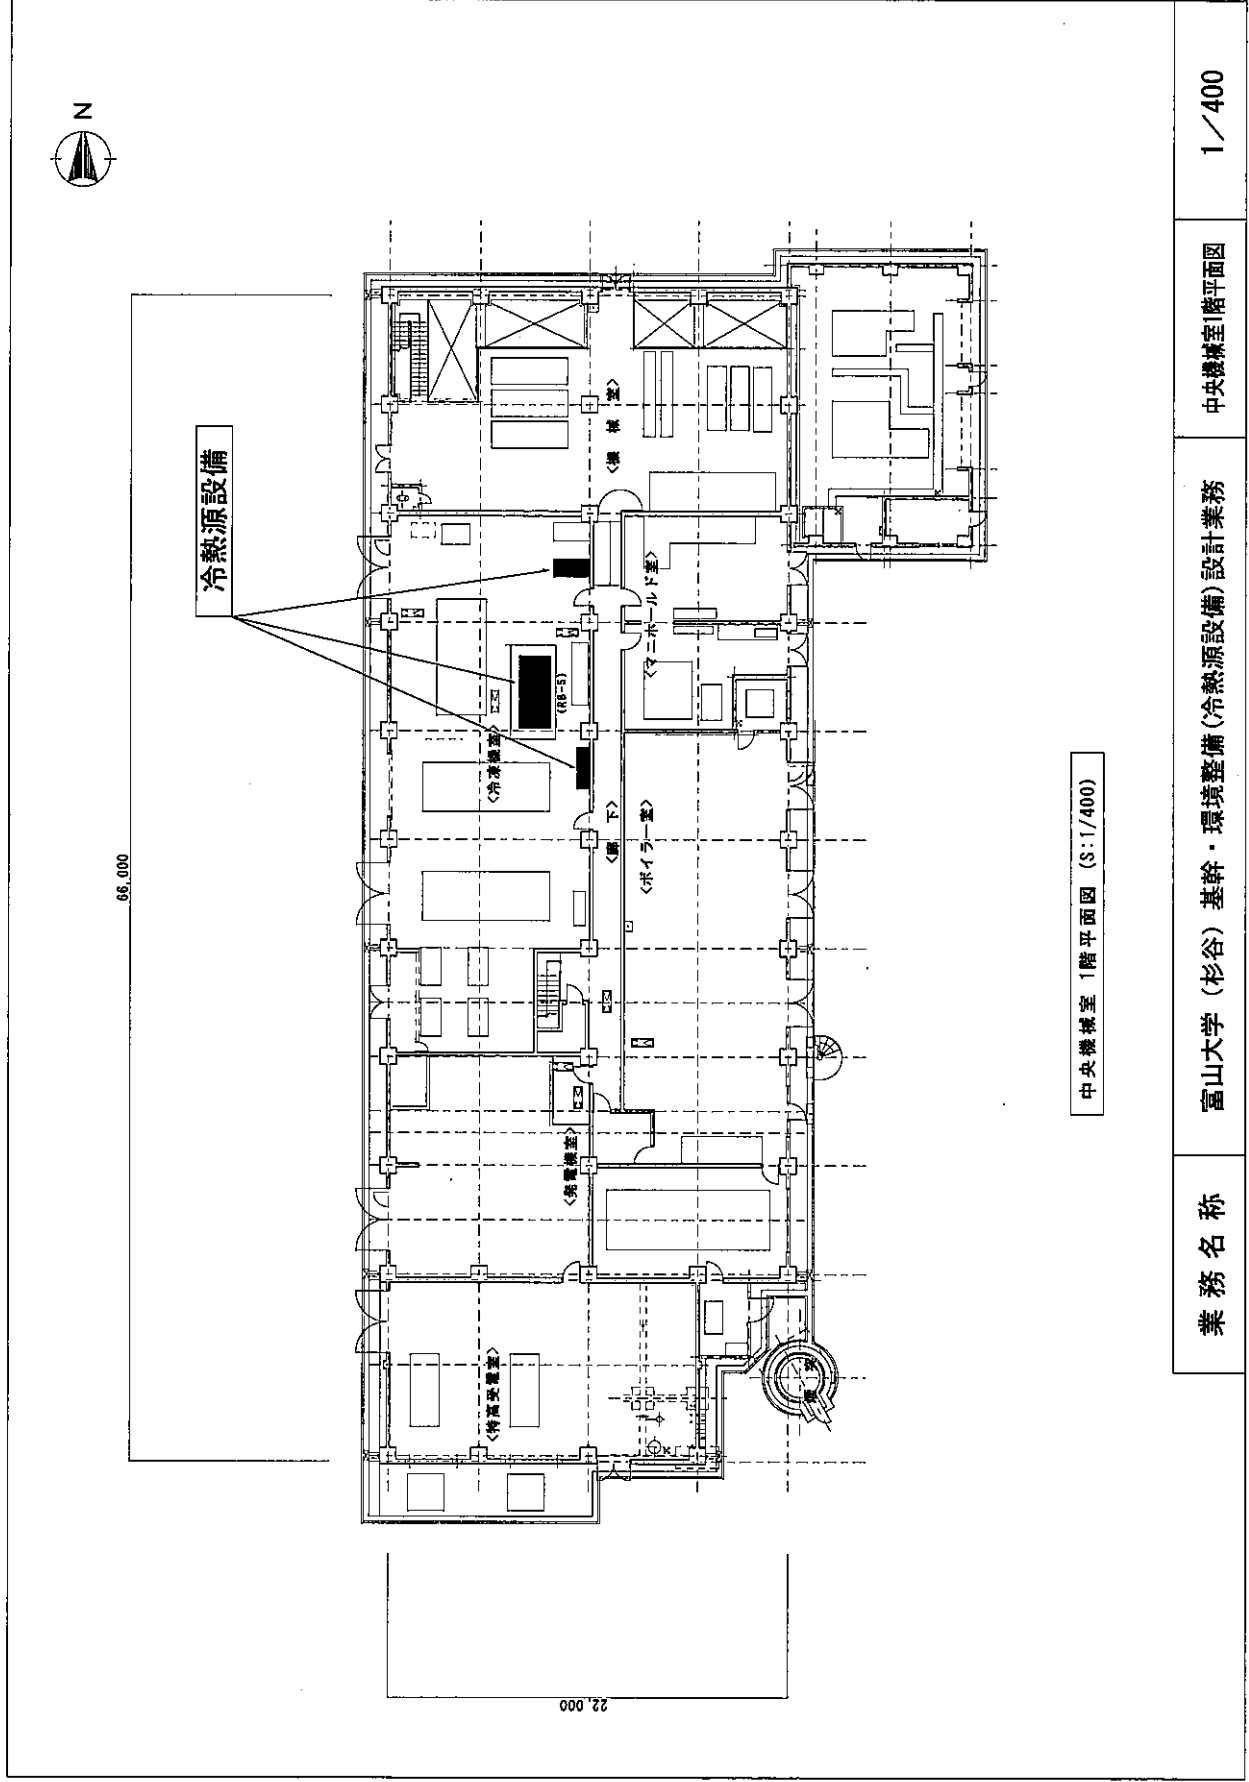 N
冷熱源設備
66,000
22,000
<機械室>
<冷凍機室>
(RB-5)
<マニホールド室>
<廊下>
<ボイラー室>
<発電機室>
<特高受電室>
煙突
中央機械室 1階平面図 (S:1/400)
業務名称
富山大学(杉谷)基幹・環境整備(冷熱源設備)設計業務
中央機械室1階平面図
1/400